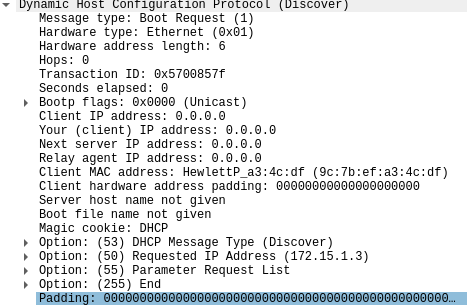 Dynamic Host Configuration Protocol (Discover)
Message type: Boot Request (1)
Hardware type: Ethernet (0x01)
Hardware address length: 6
Hops: 0
Transaction ID: 0x5700857f
Seconds elapsed: 0
Bootp flags: 0x0000 (Unicast)
Client IP address: 0.0.0.0
Your (client) IP address: 0.0.0.0
Next server IP address: 0.0.0.0
Relay agent IP address: 0.0.0.0
Client MAC address: HewlettP_a3:4c:df (9c:7b:ef:a3:4c:df)
Client hardware address padding: 00000000000000000000
Server host name not given
Boot file name not given
Magic cookie: DHCP
Option: (53) DHCP Message Type (Discover)
Option: (50) Requested IP Address (172.15.1.3)
Option: (55) Parameter Request List
Option: (255) End
Padding: 000000000000000000000000000000000000000000000000…